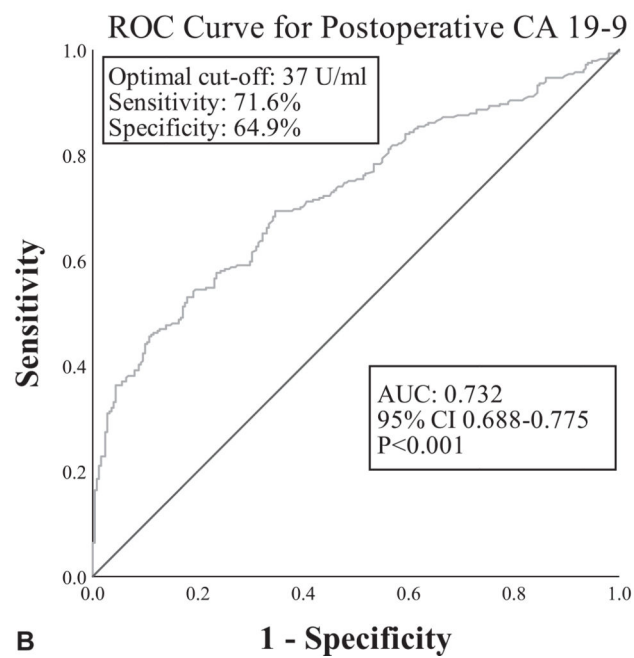 ROC Curve for Postoperative CA 19-9
Optimal cut-off: 37 U/ml
Sensitivity: 71.6%
Specificity: 64.9%
1.0
0.8
0.6
0.4
0.2
0.0
Sensitivity
AUC: 0.732
95% CI 0.688-0.775
P<0.001
0.0 0.2 0.4 0.6 0.8 1.0
1 - Specificity
B